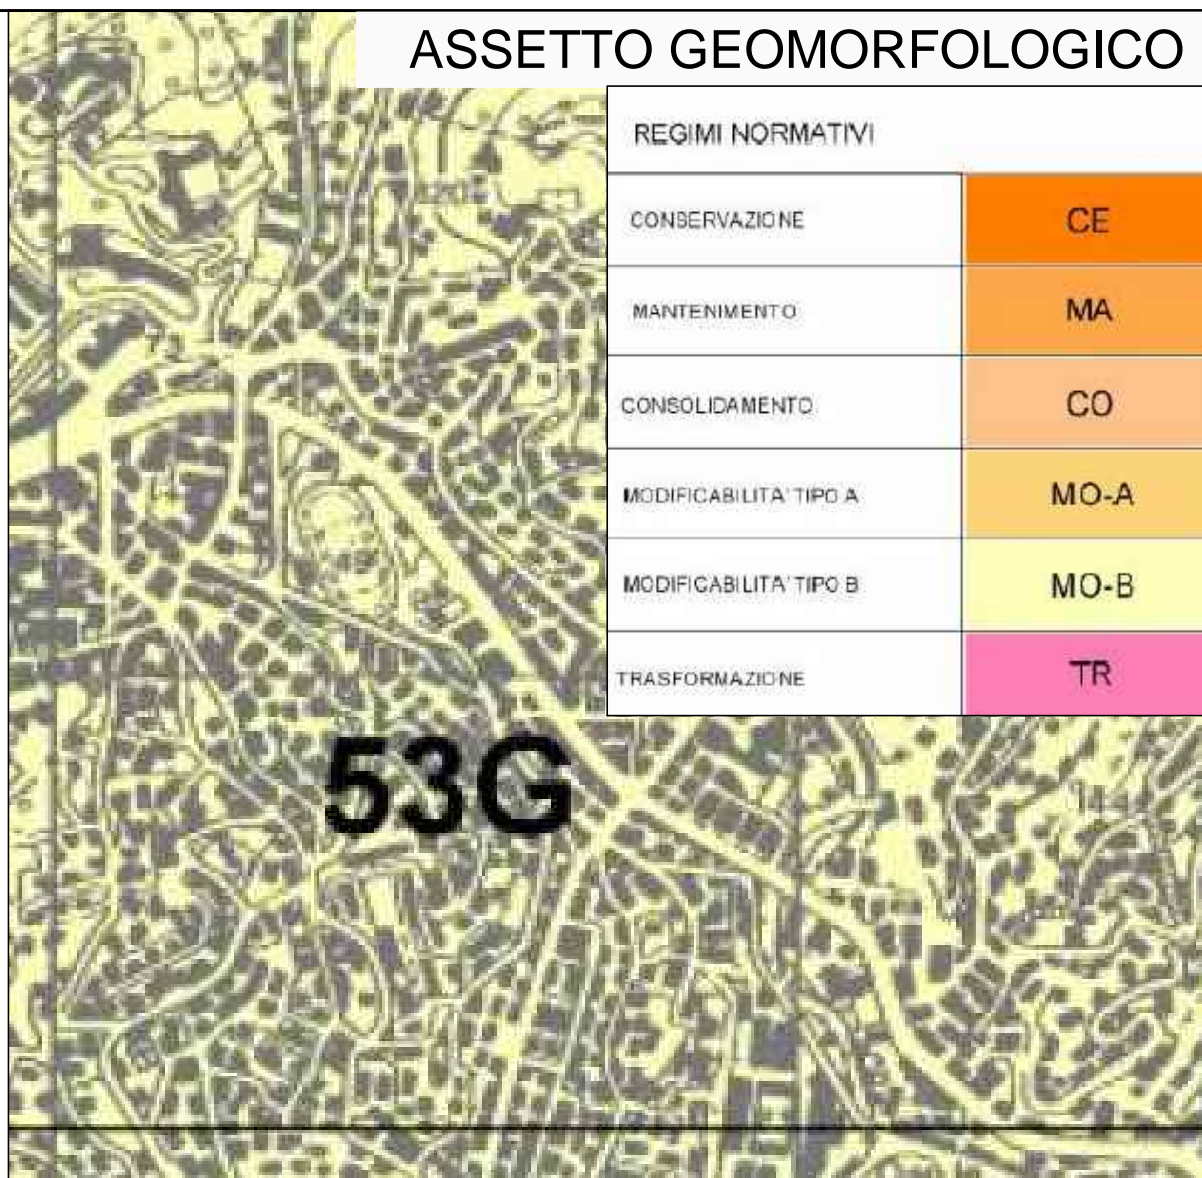 ASSETTO GEOMORFOLOGICO
REGIMI NORMATIVI
CONSERVAZIONE CE
MANTENIMENTO MA
CONSOLIDAMENTO CO
MODIFICABILITA' TIPO A MO-A
MODIFICABILITA' TIPO B MO-B
TRASFORMAZIONE TR
53G